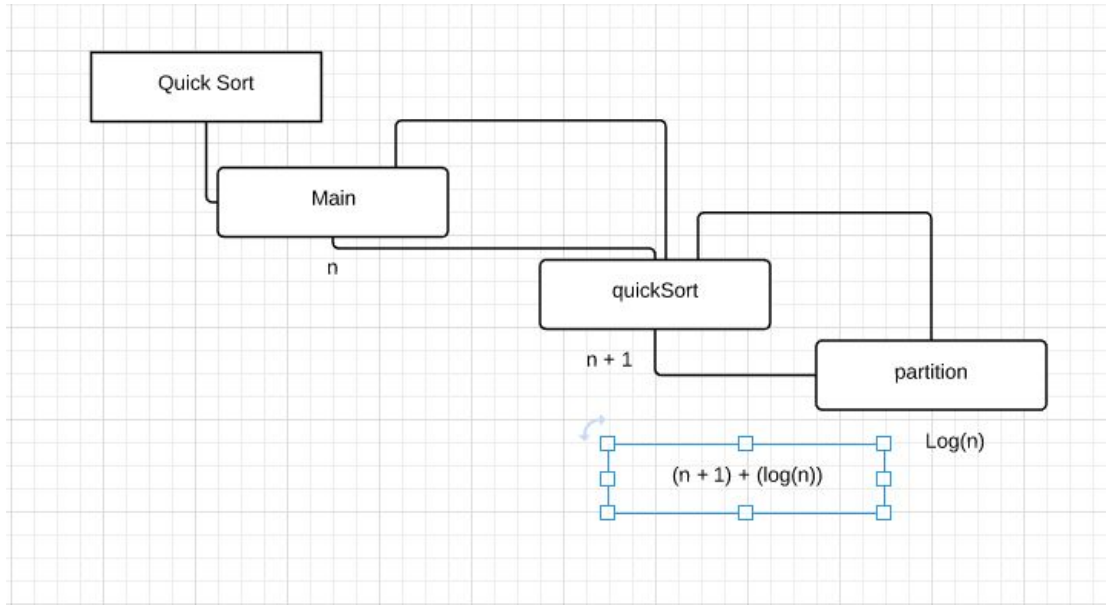 Quick Sort
Main
n
quickSort
n + 1
partition
Log(n)
(n + 1) + (log(n))